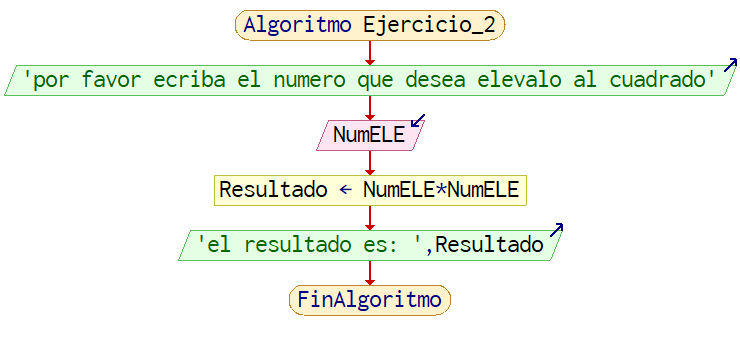 Algoritmo Ejercicio_2
'por favor ecriba el numero que desea elevalo al cuadrado'
NumELE
Resultado ← NumELE*NumELE
'el resultado es: ',Resultado
FinAlgoritmo